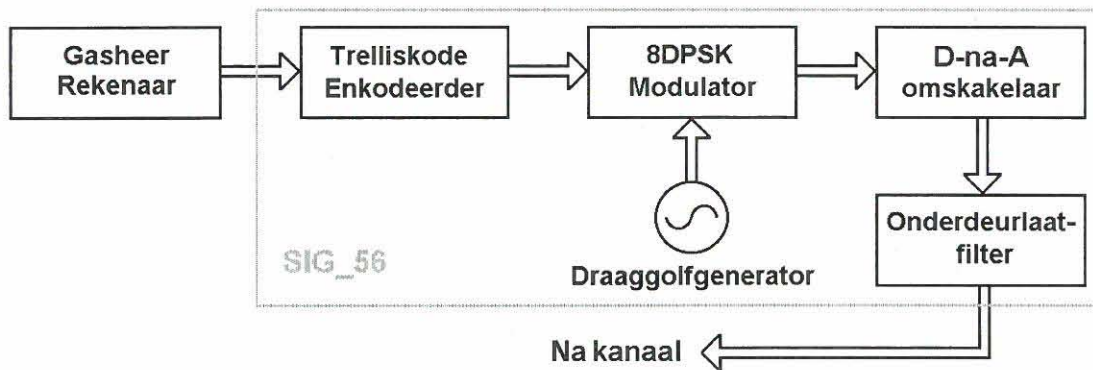 Gasheer
Rekenaar
Trelliskode
Enkodeerder
8DPSK
Modulator
D-na-A
omskakelaar
Onderdeurlaat-
filter
SIG_56
Draaggolfgenerator
Na kanaal